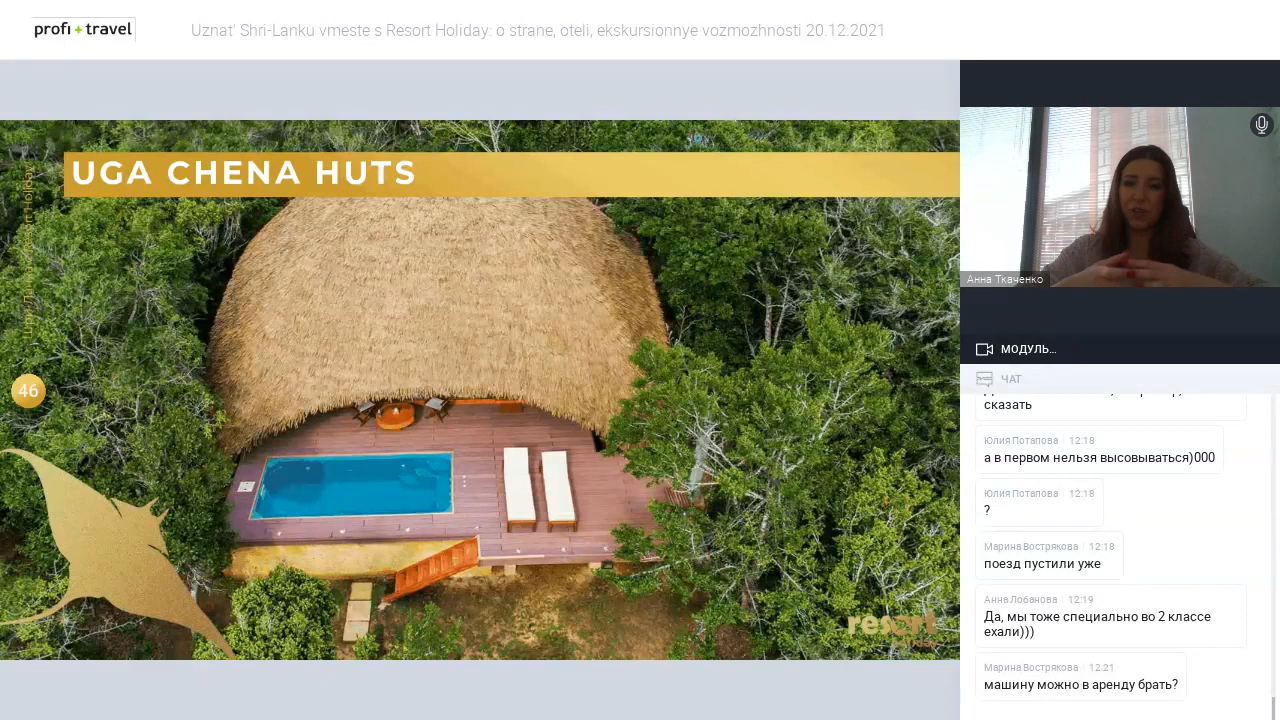 profi + travel
Uznat' Shri-Lanku vmeste s Resort Holiday: o strane, oteli, ekskursionnye vozmozhnosti 20.12.2021
UGA CHENA HUTS
46
resort
Анна Ткаченко
МОДУЛЬ...
ЧАТ
сказать
Юлия Потапова 12:18
а в первом нельзя высовываться)000
Юлия Потапова 12:18
?
Марина Вострякова 12:18
поезд пустили уже
Анна Лобанова 12:19
Да, мы тоже специально во 2 классе
ехали)))
Марина Вострякова 12:21
машину можно в аренду брать?